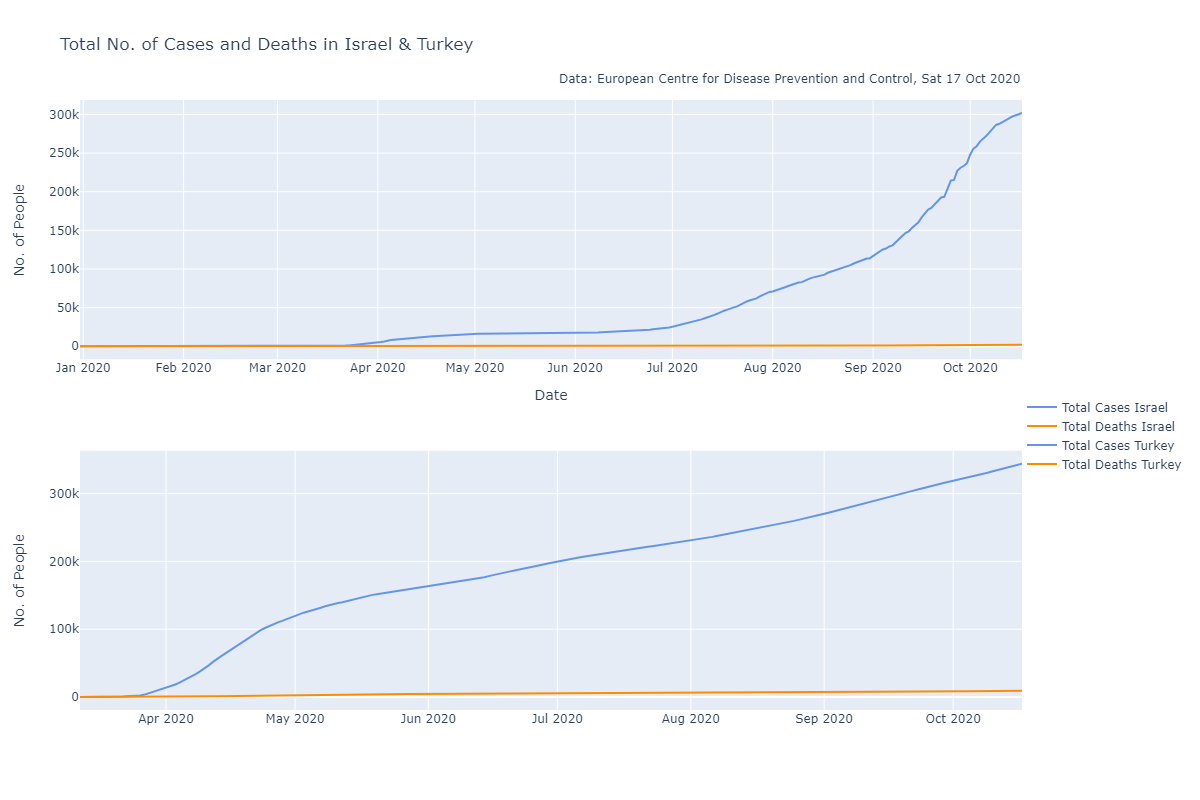 Total No. of Cases and Deaths in Israel & Turkey
Data: European Centre for Disease Prevention and Control, Sat 17 Oct 2020
No. of People
300k
250k
200k
150k
100k
50k
0
Jan 2020 Feb 2020 Mar 2020 Apr 2020 May 2020 Jun 2020 Jul 2020 Aug 2020 Sep 2020 Oct 2020
Date
Total Cases Israel
Total Deaths Israel
Total Cases Turkey
Total Deaths Turkey
No. of People
300k
200k
100k
0
Apr 2020 May 2020 Jun 2020 Jul 2020 Aug 2020 Sep 2020 Oct 2020